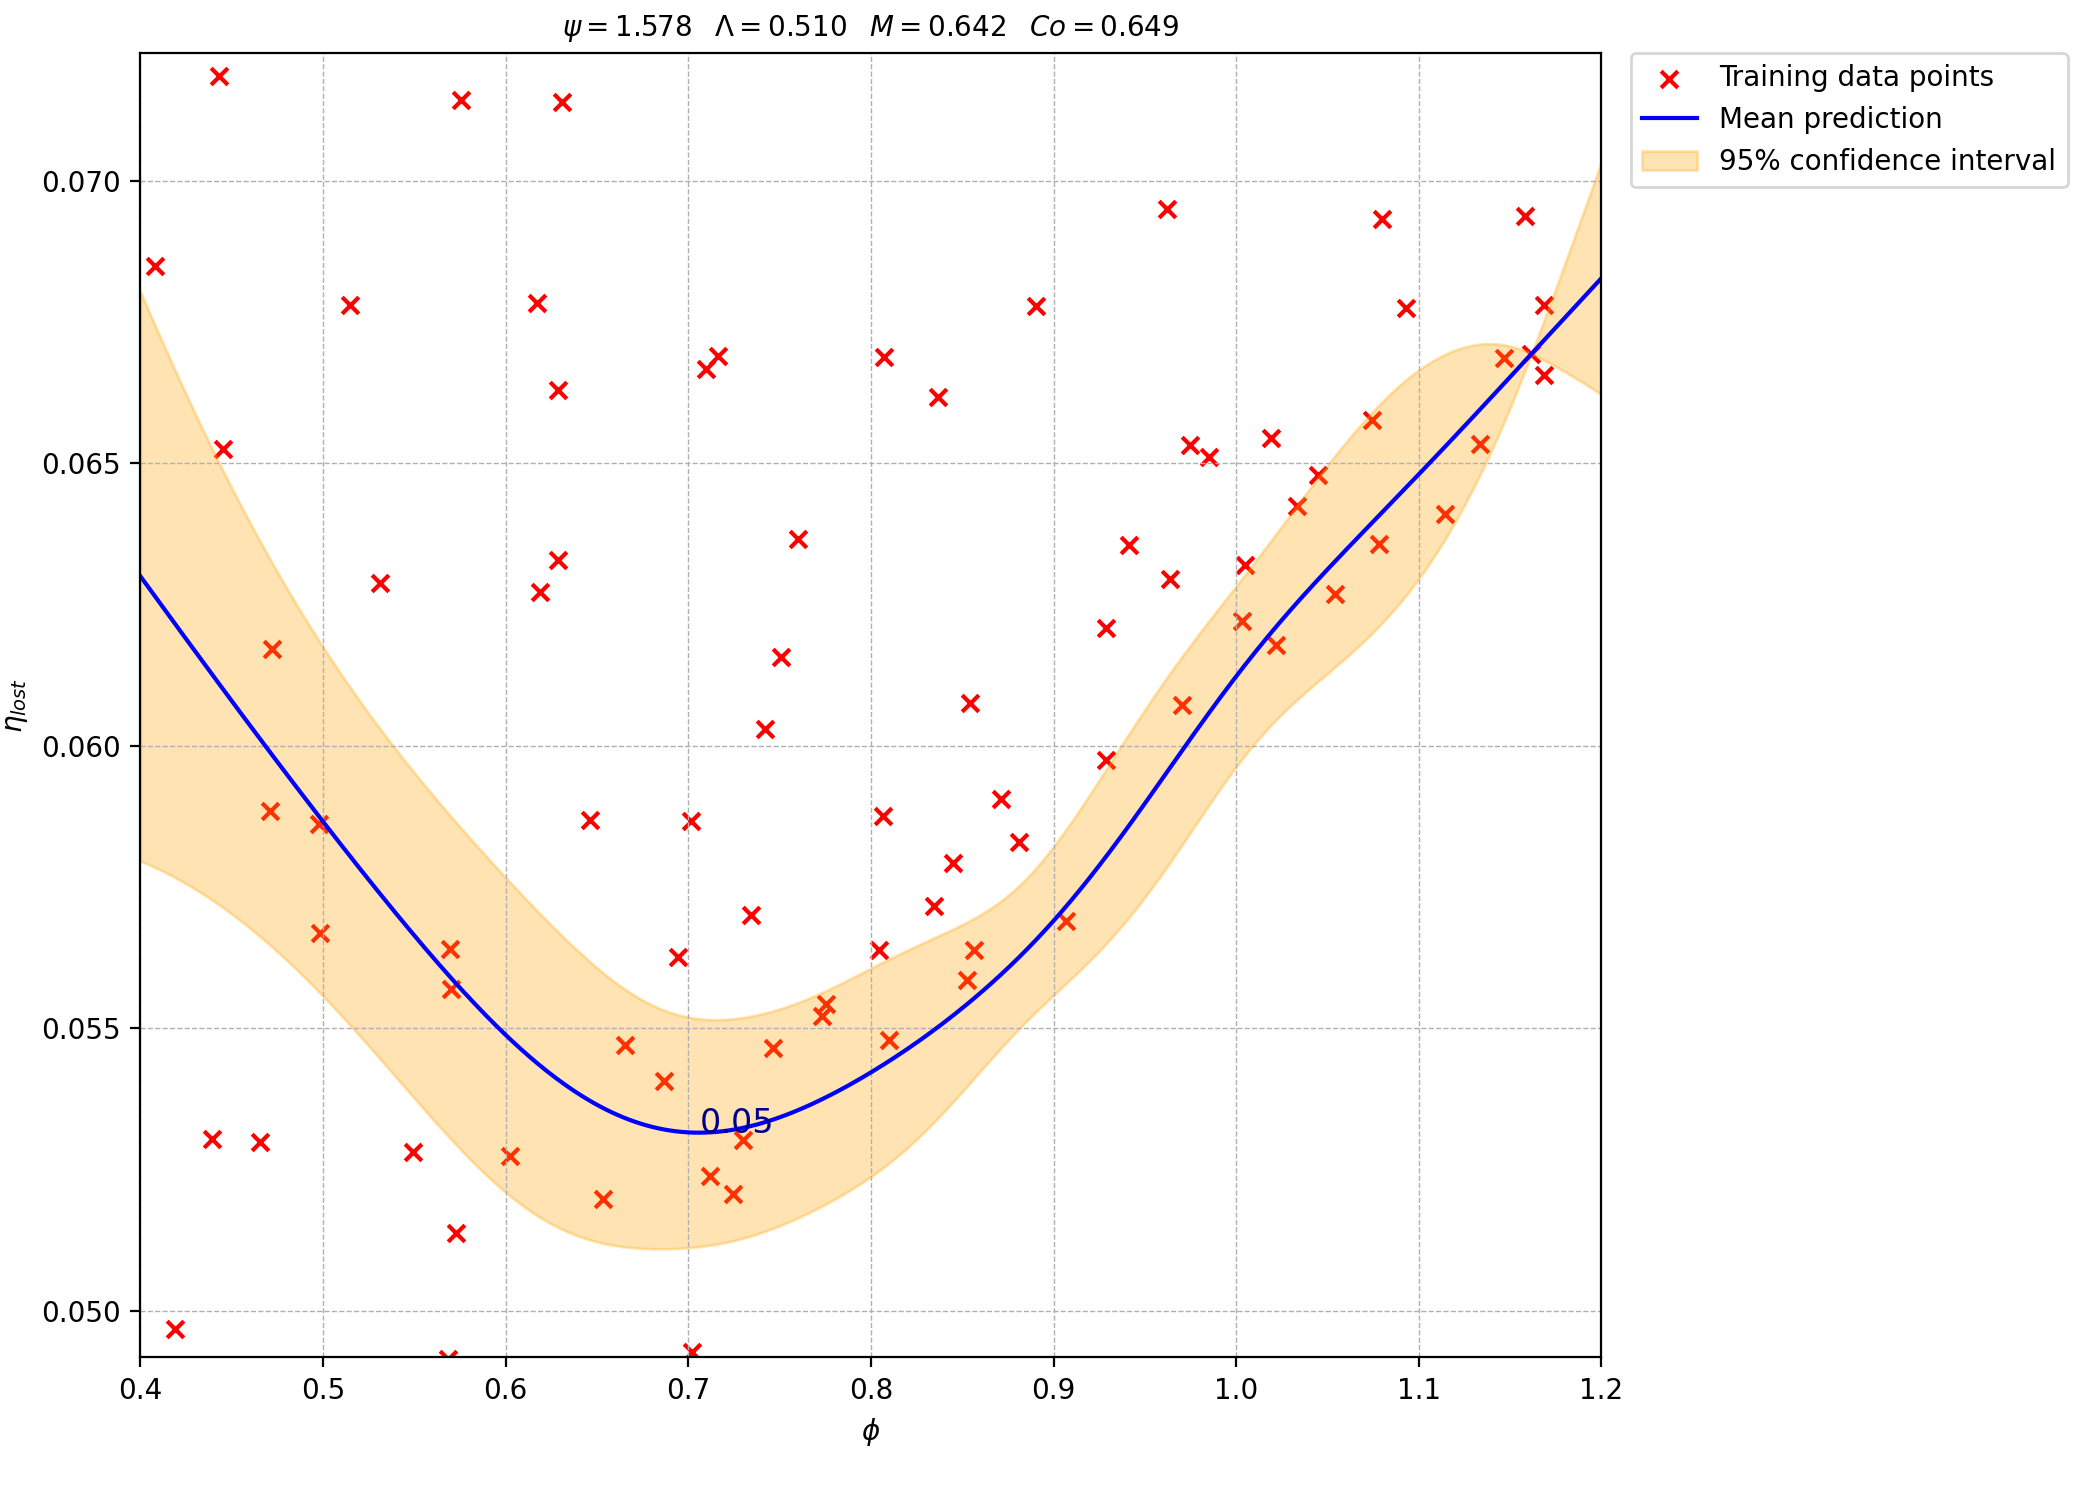 ψ = 1.578 Λ = 0.510 M = 0.642 Co = 0.649
Training data points
Mean prediction
95% confidence interval
0.070
0.065
0.060
0.055
0.050
η_lost
0.05
0.4 0.5 0.6 0.7 0.8 0.9 1.0 1.1 1.2
ϕ